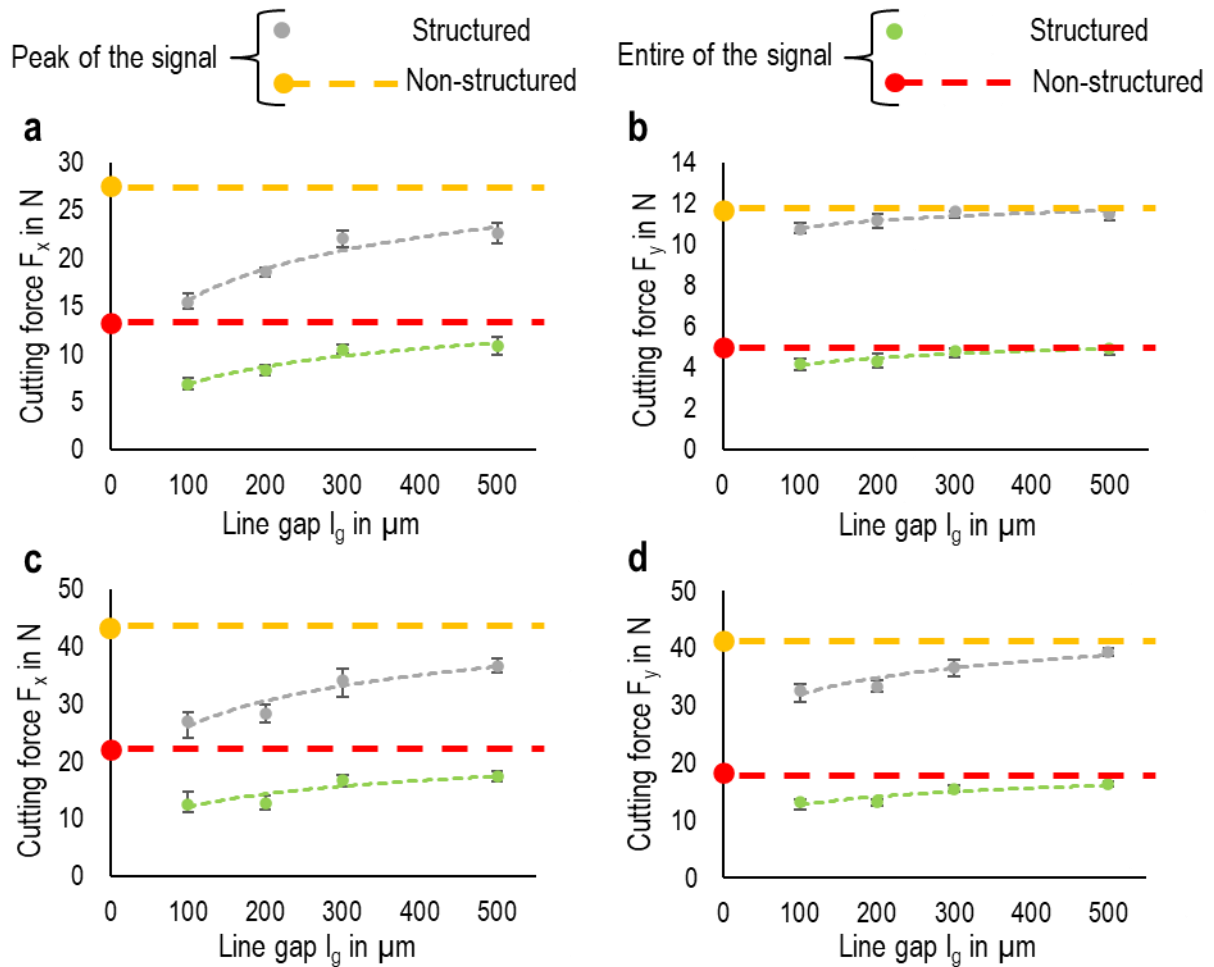 Peak of the signal
Structured
Non-structured
Entire of the signal
Structured
Non-structured
a
Cutting force Fx in N
30
25
20
15
10
5
0
0 100 200 300 400 500
Line gap lg in µm
b
Cutting force Fy in N
14
12
10
8
6
4
2
0
0 100 200 300 400 500
Line gap lg in µm
c
Cutting force Fx in N
50
40
30
20
10
0
0 100 200 300 400 500
Line gap lg in µm
d
Cutting force Fy in N
50
40
30
20
10
0
0 100 200 300 400 500
Line gap lg in µm